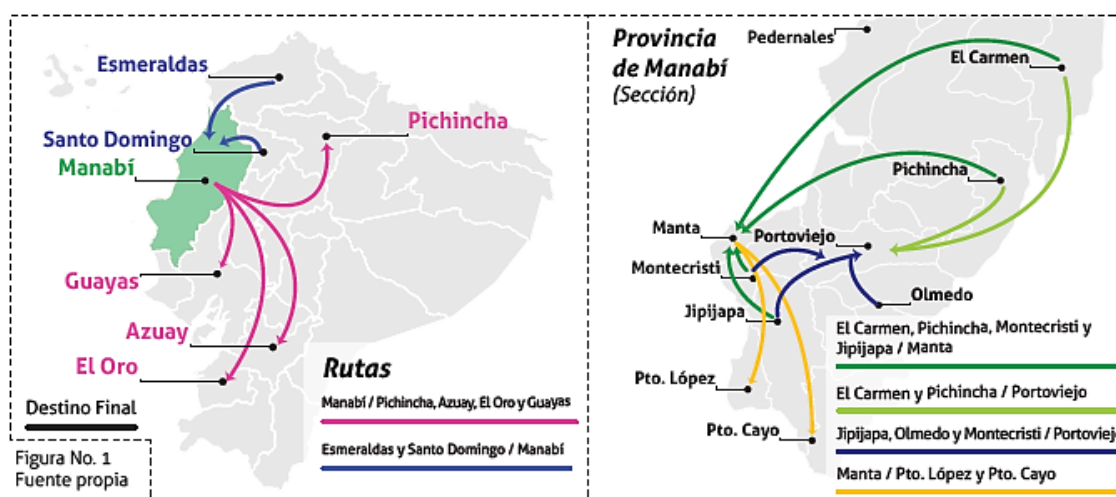 Esmeraldas
Santo Domingo
Manabí
Pichincha
Guayas
Azuay
El Oro
Destino Final
Figura No. 1
Fuente propia
Rutas
Manabí / Pichincha, Azuay, El Oro y Guayas
Esmeraldas y Santo Domingo / Manabí
Provincia
de Manabí
(Sección)
Pedernales
El Carmen
Pichincha
Manta
Portoviejo
Montecristi
Jipijapa
Olmedo
Pto. López
Pto. Cayo
El Carmen, Pichincha, Montecristi y
Jipijapa / Manta
El Carmen y Pichincha / Portoviejo
Jipijapa, Olmedo y Montecristi / Portoviejo
Manta / Pto. López y Pto. Cayo